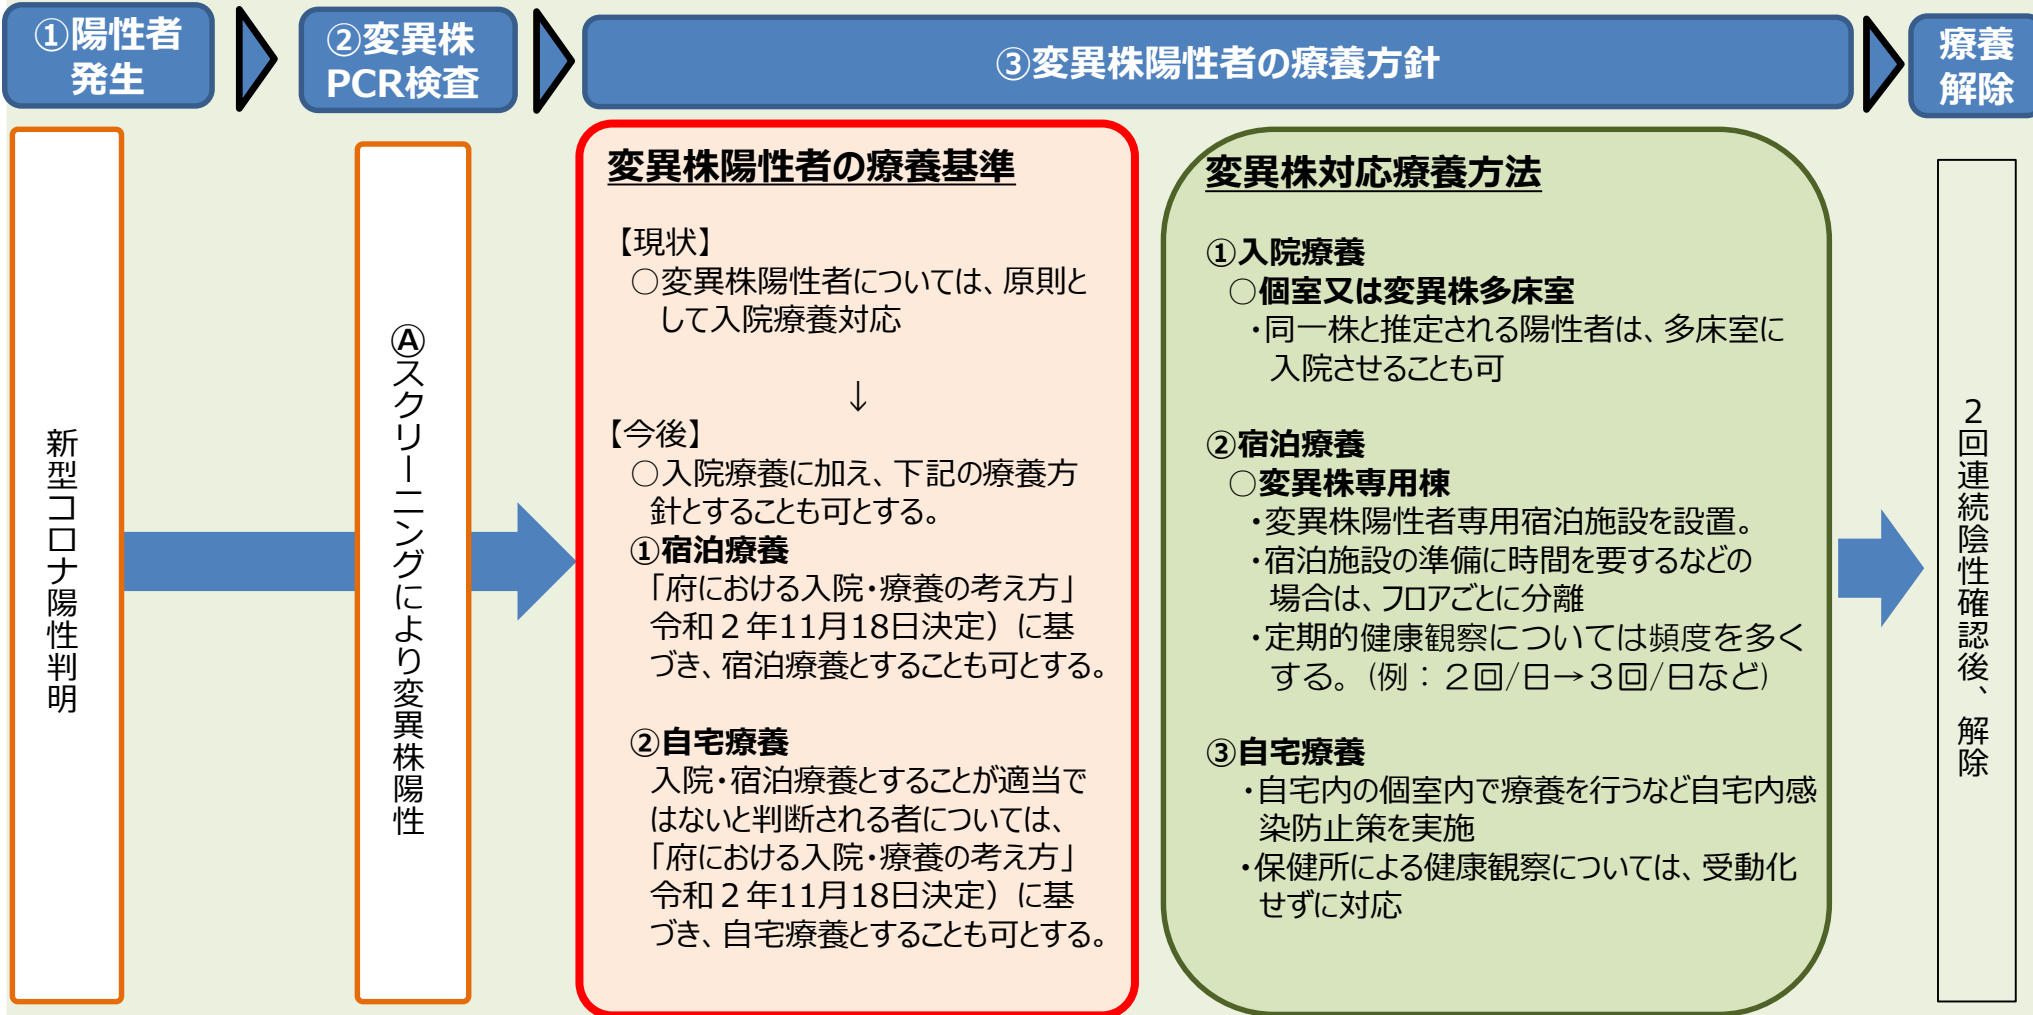 ①陽性者
発生
②変異株
PCR検査
③変異株陽性者の療養方針
療養
解除
新型コロナ陽性判明
Ⓐスクリーニングにより変異株陽性
変異株陽性者の療養基準
【現状】
○変異株陽性者については、原則と
して入院療養対応
↓
【今後】
○入院療養に加え、下記の療養方
針とすることも可とする。
①宿泊療養
「府における入院・療養の考え方」
令和２年11月18日決定）に基
づき、宿泊療養とすることも可とする。
②自宅療養
入院・宿泊療養とすることが適当で
はないと判断される者については、
「府における入院・療養の考え方」
令和２年11月18日決定）に基
づき、自宅療養とすることも可とする。
変異株対応療養方法
①入院療養
○個室又は変異株多床室
・同一株と推定される陽性者は、多床室に
入院させることも可
②宿泊療養
○変異株専用棟
・変異株陽性者専用宿泊施設を設置。
・宿泊施設の準備に時間を要するなどの
場合は、フロアごとに分離
・定期的健康観察については頻度を多く
する。（例：２回/日→３回/日など）
③自宅療養
・自宅内の個室内で療養を行うなど自宅内感
染防止策を実施
・保健所による健康観察については、受動化
せずに対応
２回連続陰性確認後、解除